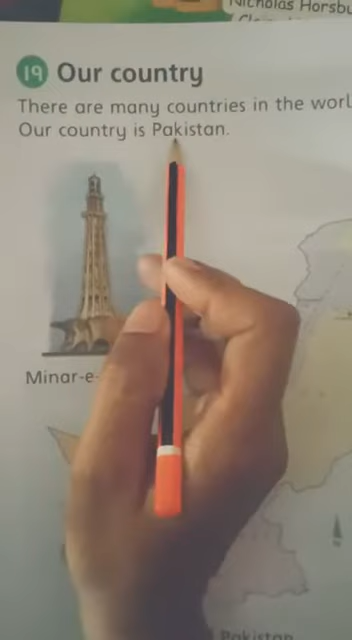 Nicholas Horsbu
19 Our country
There are many countries in the worl
Our country is Pakistan.
Minar-e-
Pakistan